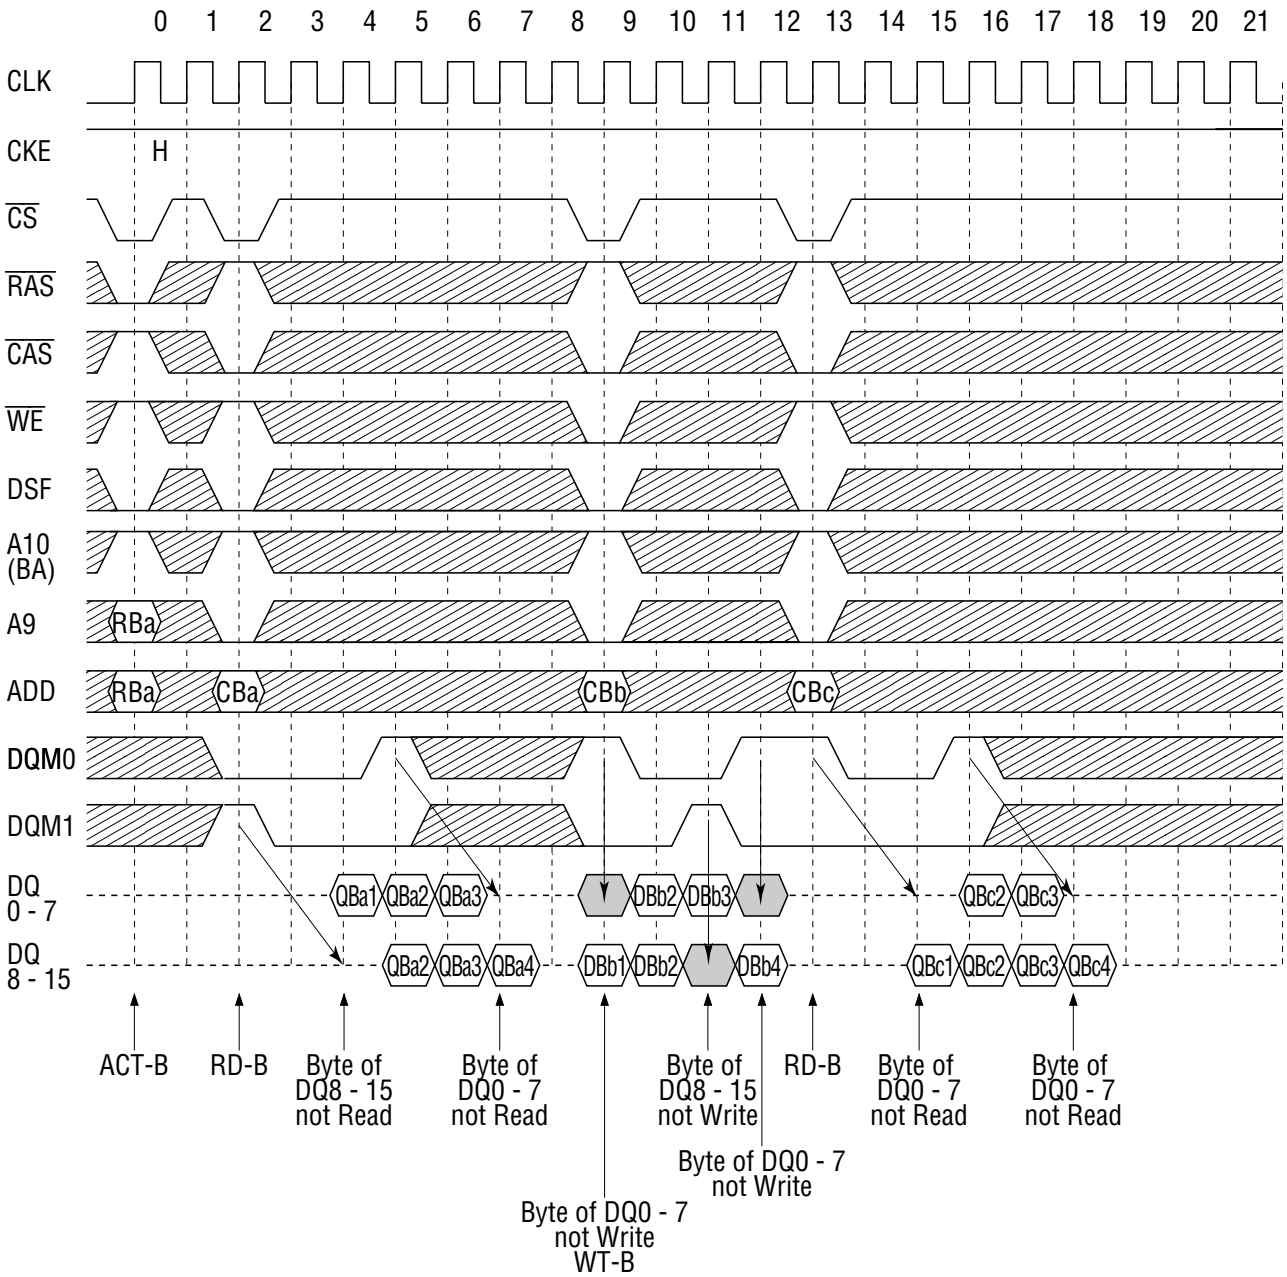 0 1 2 3 4 5 6 7 8 9 10 11 12 13 14 15 16 17 18 19 20 21
CLK
CKE H
CS
RAS
CAS
WE
DSF
A10
(BA)
A9 RBa
ADD RBa CBa CBb CBc
DQM0
DQM1
DQ
0 - 7
QBa1 QBa2 QBa3 DBb2 DBb3 QBc2 QBc3
DQ
8 - 15
QBa2 QBa3 QBa4 DBb1 DBb2 DBb4 QBc1 QBc2 QBc3 QBc4
ACT-B
RD-B
Byte of
DQ8 - 15
not Read
Byte of
DQ0 - 7
not Read
Byte of
DQ8 - 15
not Write
RD-B
Byte of
DQ0 - 7
not Read
Byte of
DQ0 - 7
not Read
Byte of DQ0 - 7
not Write
Byte of DQ0 - 7
not Write
WT-B